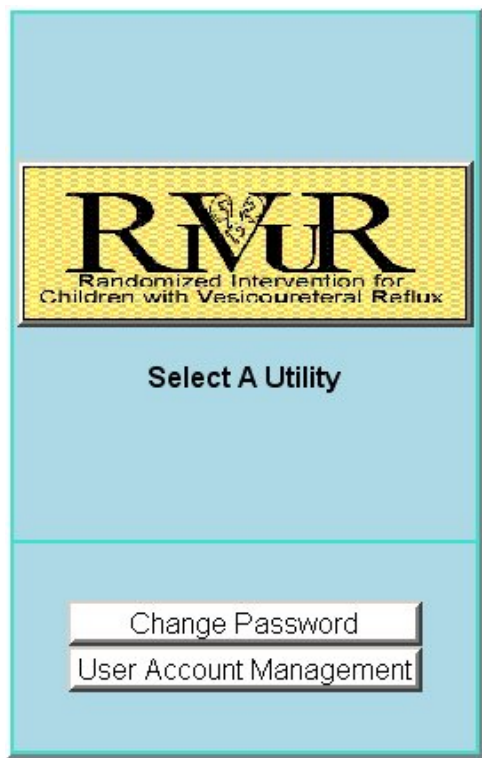 RIVUR
Randomized Intervention for
Children with Vesicoureteral Reflux
Select A Utility
Change Password
User Account Management